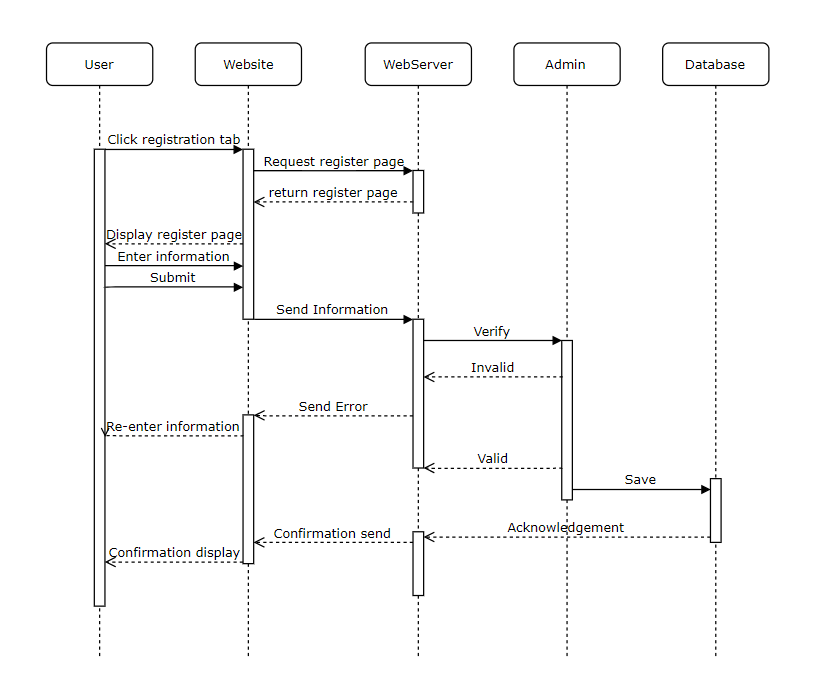 User
Website
WebServer
Admin
Database
Click registration tab
Request register page
return register page
Display register page
Enter information
Submit
Send Information
Verify
Invalid
Send Error
Re-enter information
Valid
Save
Acknowledgement
Confirmation send
Confirmation display